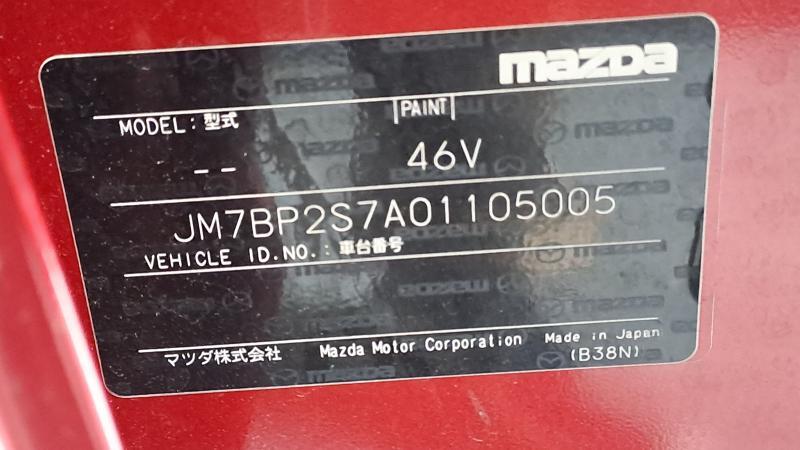 mazda
MODEL : 型式
PAINT
-- 46V
JM7BP2S7A01105005
VEHICLE ID.NO. : 車台番号
マツダ株式会社 Mazda Motor Corporation Made in Japan
(B38N)